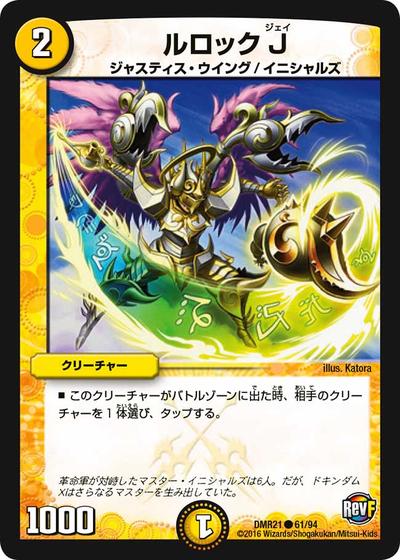 2
ジェイ
ルロック J
ジャスティス・ウイング / イニシャルズ
クリーチャー
illus. Katora
■ このクリーチャーがバトルゾーンに出た時、相手のクリ
ーチャーを1体選び、タップする。
革命軍が対峙したマスター・イニシャルズは6人。だが、ドキンダム
Xはさらなるマスターを生み出していた。
1000
1
DMR21 ● 61/94
©2016 Wizards/Shogakukan/Mitsui-Kids
RevF